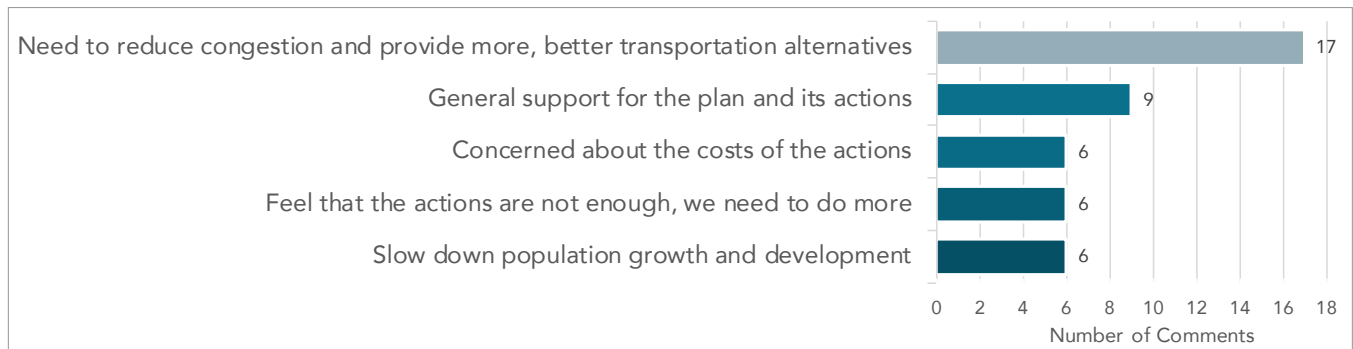 Need to reduce congestion and provide more, better transportation alternatives
17
General support for the plan and its actions
9
Concerned about the costs of the actions
6
Feel that the actions are not enough, we need to do more
6
Slow down population growth and development
6
0 2 4 6 8 10 12 14 16 18
Number of Comments